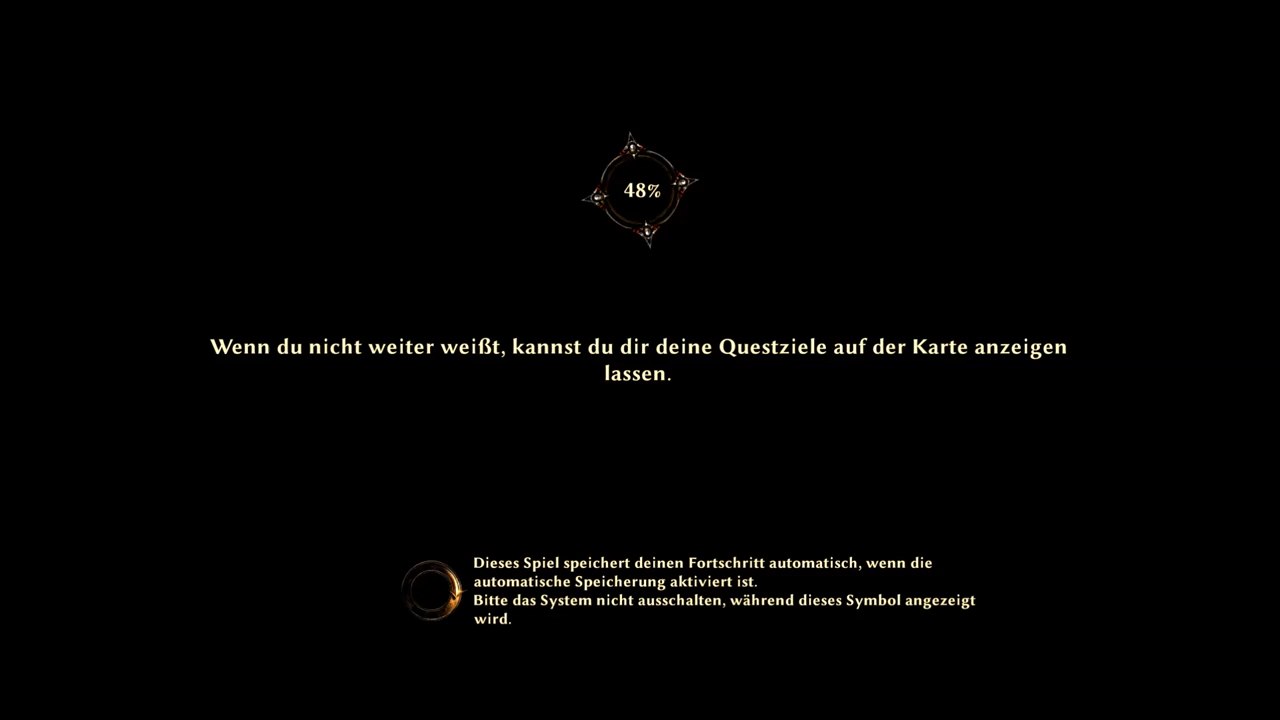 48%
Wenn du nicht weiter weißt, kannst du dir deine Questziele auf der Karte anzeigen
lassen.
Dieses Spiel speichert deinen Fortschritt automatisch, wenn die
automatische Speicherung aktiviert ist.
Bitte das System nicht ausschalten, während dieses Symbol angezeigt
wird.